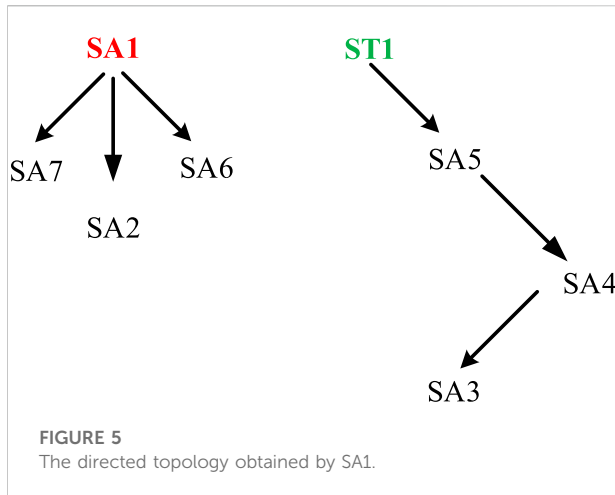 SA1
ST1
SA5
SA7
SA6
SA2
SA4
SA3
FIGURE 5
The directed topology obtained by SA1.